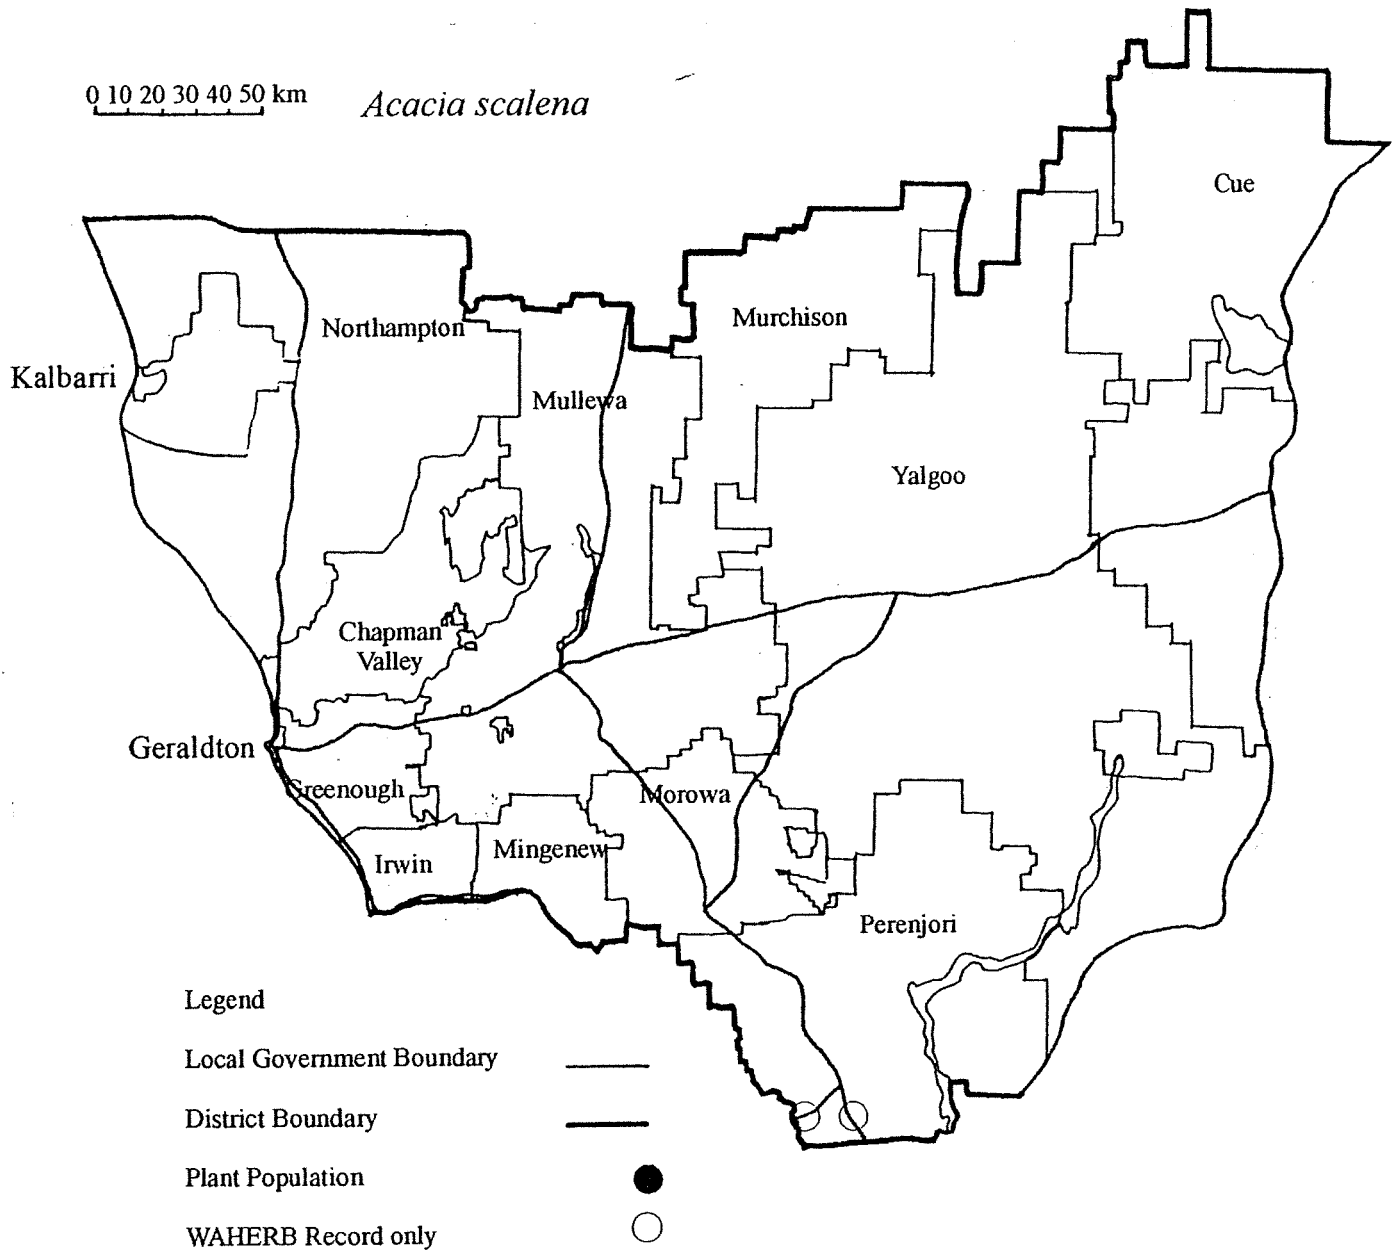 0 10 20 30 40 50 km
Acacia scalena
Cue
Northampton
Murchison
Kalbarri
Mullewa
Yalgoo
Chapman
Valley
Geraldton
Greenough
Morowa
Irwin
Mingenew
Perenjori
Legend
Local Government Boundary
District Boundary
Plant Population
WAHERB Record only